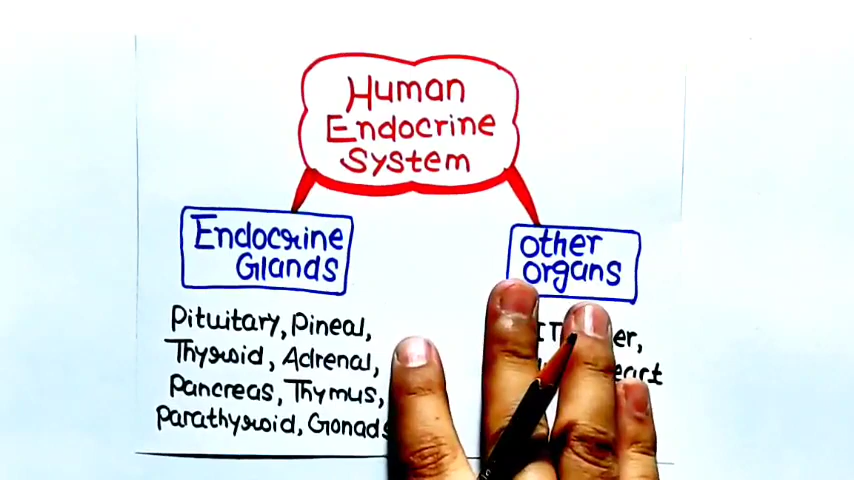 Human
Endocrine
System
Endocrine
Glands
Other
Organs
Pituitary, Pineal,
Thyroid, Adrenal,
Pancreas, Thymus,
Parathyroid, Gonads